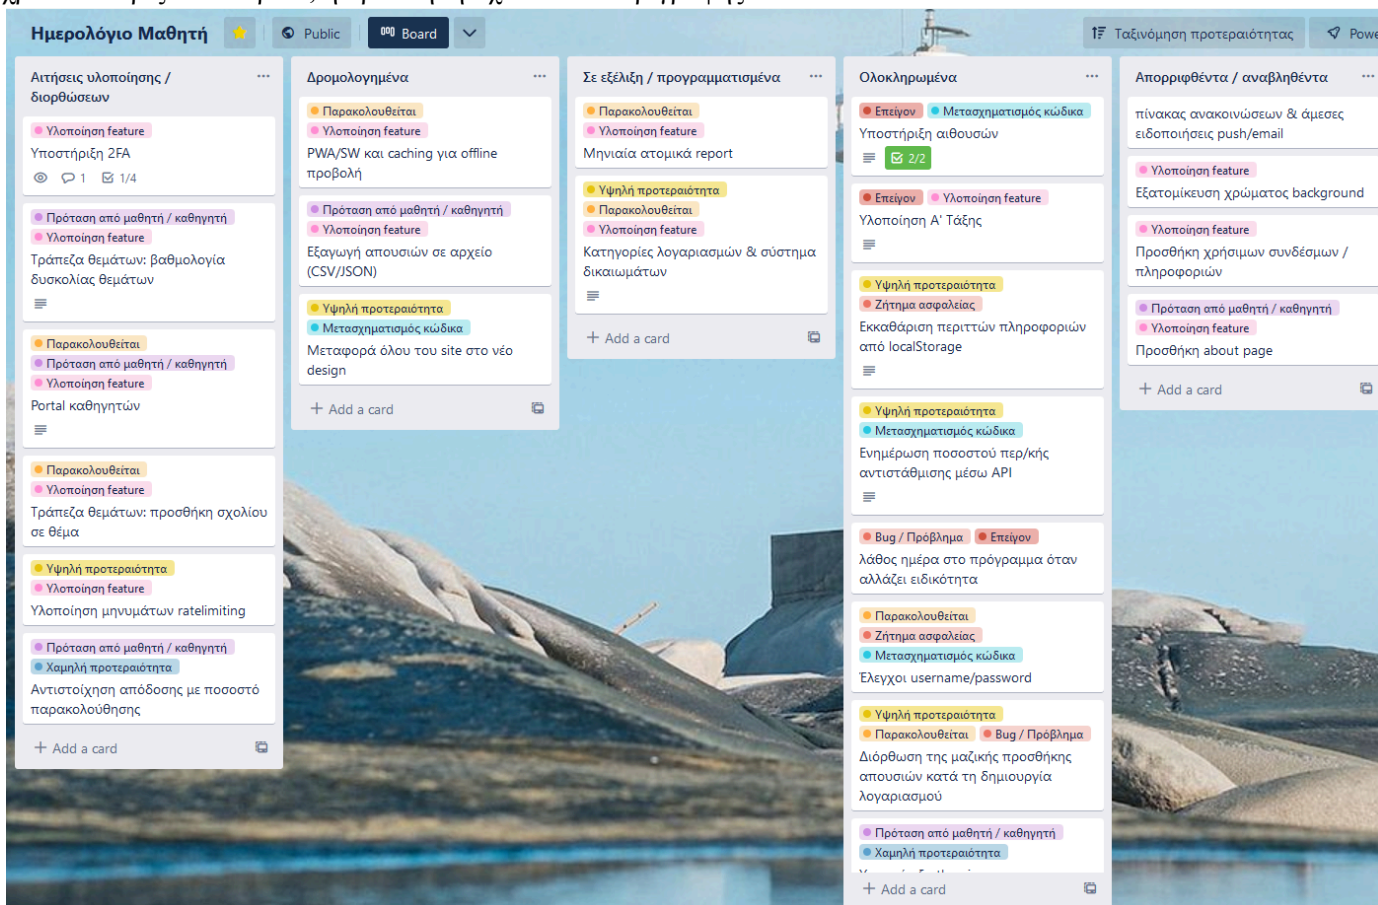 Ημερολόγιο Μαθητή
Public
Board
Ταξινόμηση προτεραιότητας
Αιτήσεις υλοποίησης /
διορθώσεων
Υλοποίηση feature
Υποστήριξη 2FA
1
1/4
Πρόταση από μαθητή / καθηγητή
Υλοποίηση feature
Τράπεζα θεμάτων: βαθμολογία
δυσκολίας θεμάτων
Παρακολουθείται
Πρόταση από μαθητή / καθηγητή
Υλοποίηση feature
Portal καθηγητών
Παρακολουθείται
Υλοποίηση feature
Τράπεζα θεμάτων: προσθήκη σχολίου
σε θέμα
Υψηλή προτεραιότητα
Υλοποίηση feature
Υλοποίηση μηνυμάτων ratelimiting
Πρόταση από μαθητή / καθηγητή
Χαμηλή προτεραιότητα
Αντιστοίχηση απόδοσης με ποσοστό
παρακολούθησης
Add a card
Δρομολογημένα
Παρακολουθείται
Υλοποίηση feature
PWA/SW και caching για offline
προβολή
Πρόταση από μαθητή / καθηγητή
Υλοποίηση feature
Εξαγωγή απουσιών σε αρχείο
(CSV/JSON)
Υψηλή προτεραιότητα
Μετασχηματισμός κώδικα
Μεταφορά όλου του site στο νέο
design
Add a card
Σε εξέλιξη / προγραμματισμένα
Παρακολουθείται
Υλοποίηση feature
Μηνιαία ατομικά report
Υψηλή προτεραιότητα
Παρακολουθείται
Υλοποίηση feature
Κατηγορίες λογαριασμών & σύστημα
δικαιωμάτων
Add a card
Ολοκληρωμένα
Επείγον Μετασχηματισμός κώδικα
Υποστήριξη αιθουσών
2/2
Επείγον Υλοποίηση feature
Υλοποίηση Α' Τάξης
Υψηλή προτεραιότητα
Ζήτημα ασφαλείας
Εκκαθάριση περιττών πληροφοριών
από localStorage
Υψηλή προτεραιότητα
Μετασχηματισμός κώδικα
Ενημέρωση ποσοστού περ/κής
αντιστάθμισης μέσω API
Bug / Πρόβλημα Επείγον
λάθος ημέρα στο πρόγραμμα όταν
αλλάζει ειδικότητα
Παρακολουθείται
Ζήτημα ασφαλείας
Μετασχηματισμός κώδικα
Έλεγχοι username/password
Υψηλή προτεραιότητα
Παρακολουθείται Bug / Πρόβλημα
Διόρθωση της μαζικής προσθήκης
απουσιών κατά τη δημιουργία
λογαριασμού
Πρόταση από μαθητή / καθηγητή
Χαμηλή προτεραιότητα
Add a card
Απορριφθέντα / αναβληθέντα
πίνακας ανακοινώσεων & άμεσες
ειδοποιήσεις push/email
Υλοποίηση feature
Εξατομίκευση χρώματος background
Υλοποίηση feature
Προσθήκη χρήσιμων συνδέσμων /
πληροφοριών
Πρόταση από μαθητή / καθηγητή
Υλοποίηση feature
Προσθήκη about page
Add a card